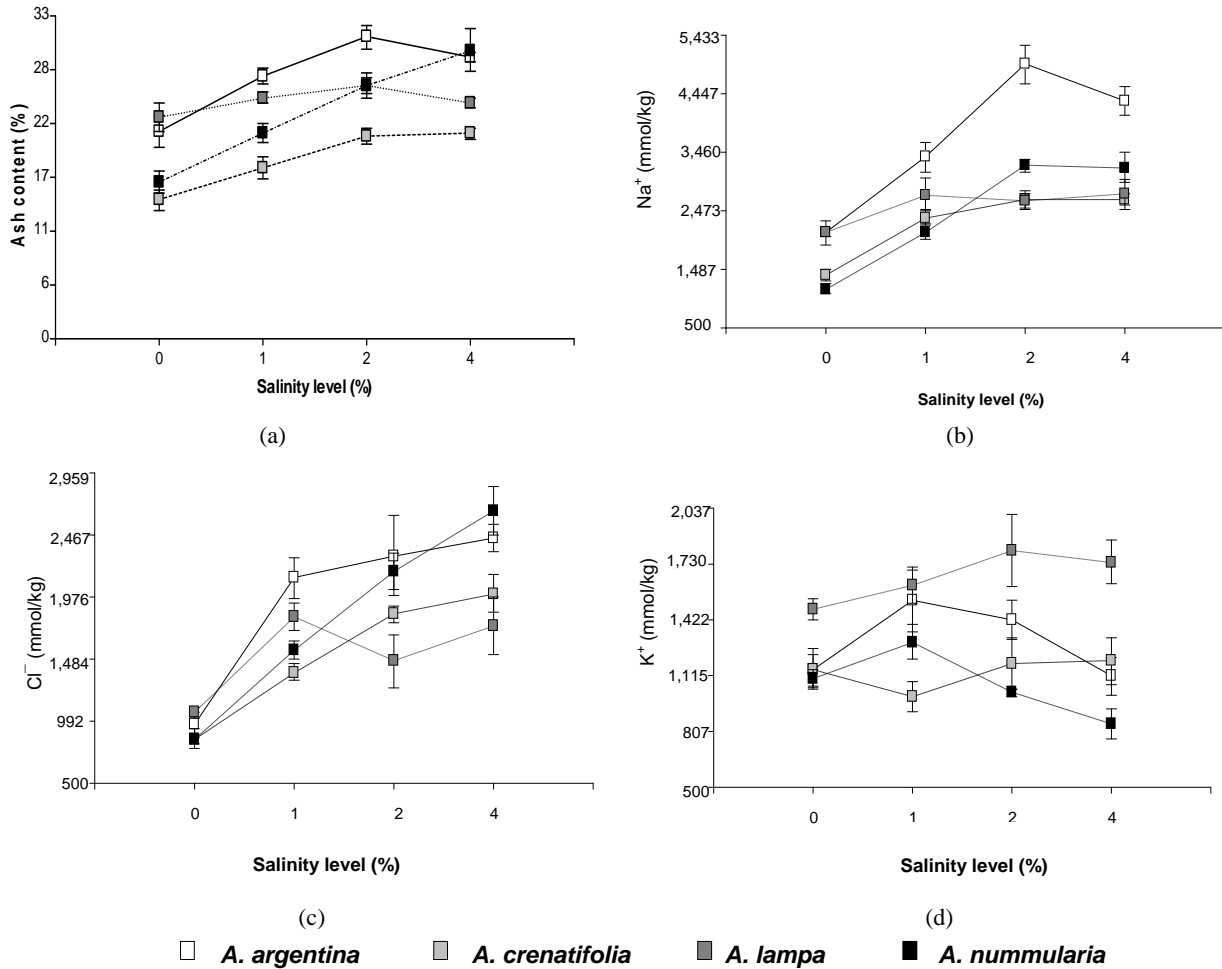 33
28
22
17
11
6
0
Ash content (%)
0 1 2 4
Salinity level (%)
(a)
5,433
4,447
3,460
2,473
1,487
500
Na+ (mmol/kg)
0 1 2 4
Salinity level (%)
(b)
2,959
2,467
1,976
1,484
992
500
Cl− (mmol/kg)
0 1 2 4
Salinity level (%)
(c)
2,037
1,730
1,422
1,115
807
500
K+ (mmol/kg)
0 1 2 4
Salinity level (%)
(d)
A. argentina A. crenatifolia A. lampa A. nummularia